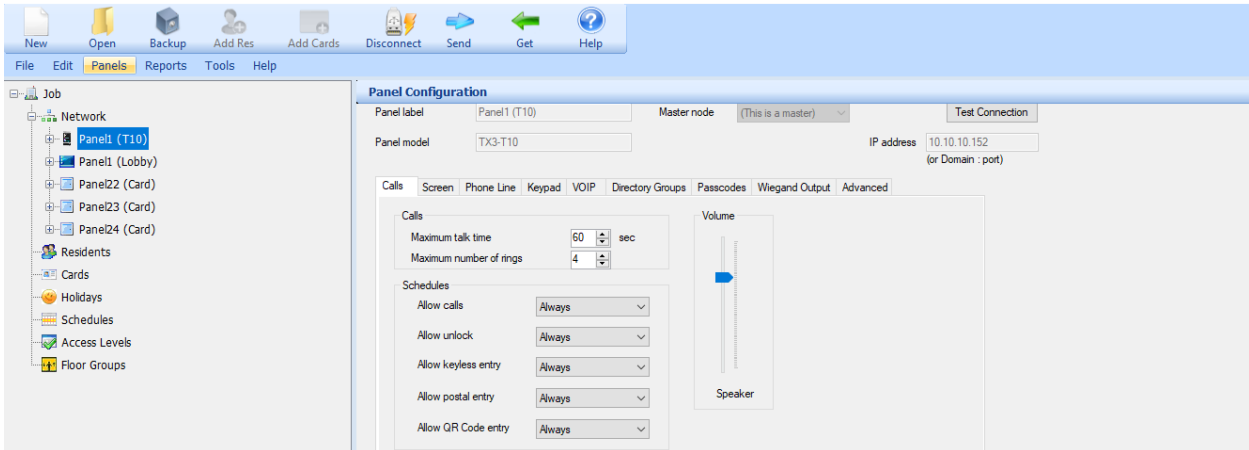 New Open Backup Add Res Add Cards Disconnect Send Get Help
File Edit Panels Reports Tools Help
Job
Network
Panel1 (T10)
Panel1 (Lobby)
Panel22 (Card)
Panel23 (Card)
Panel24 (Card)
Residents
Cards
Holidays
Schedules
Access Levels
Floor Groups
Panel Configuration
Panel label Panel1 (T10) Master node (This is a master) Test Connection
Panel model TX3-T10 IP address 10.10.10.152
(or Domain : port)
Calls Screen Phone Line Keypad VOIP Directory Groups Passcodes Wiegand Output Advanced
Calls
Maximum talk time 60 sec
Maximum number of rings 4
Schedules
Allow calls Always
Allow unlock Always
Allow keyless entry Always
Allow postal entry Always
Allow QR Code entry Always
Volume
Speaker